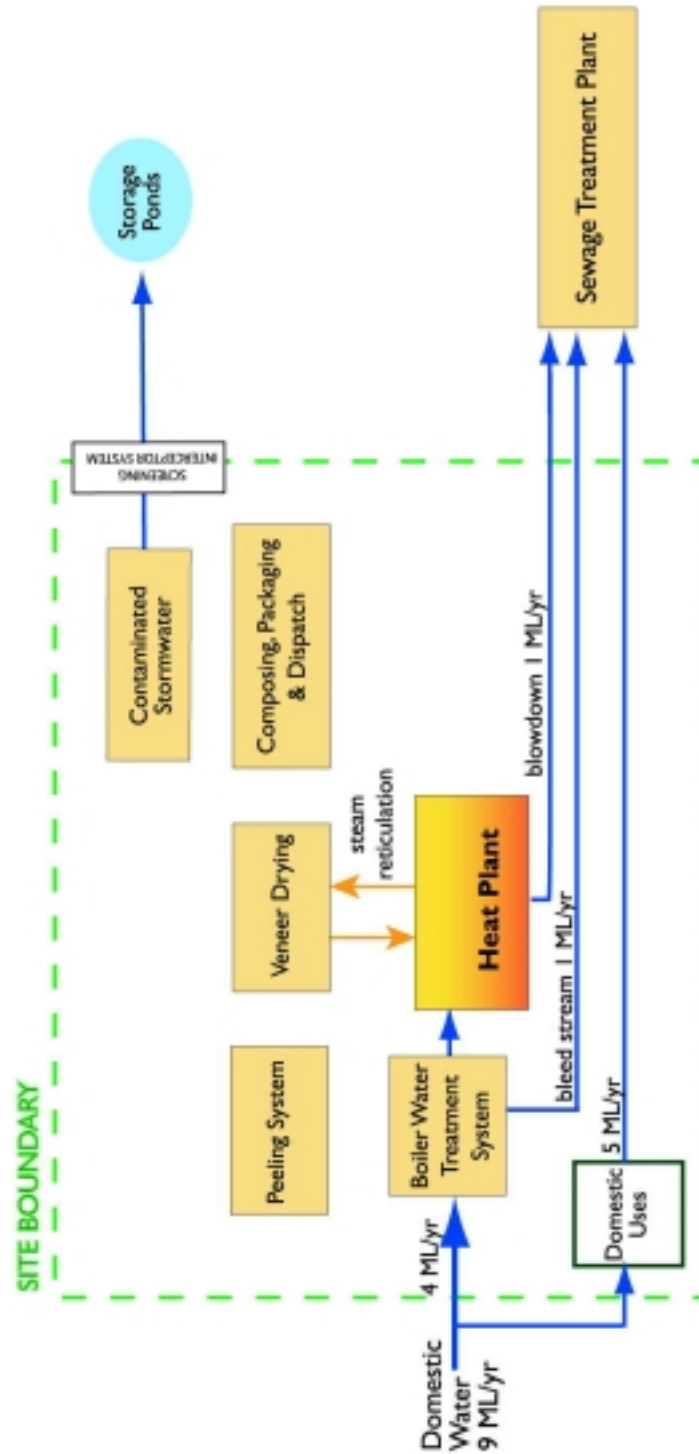 SITE BOUNDARY
Domestic
Water
9 ML/yr
4 ML/yr
Peeling System
Boiler Water
Treatment
System
Domestic
Uses
5 ML/yr
bleed stream 1 ML/yr
Veneer Drying
steam
reticulation
Heat Plant
blowdown 1 ML/yr
Contaminated
Stormwater
Composing, Packaging
& Dispatch
SCREENING
INTERCEPTOR SYSTEM
Storage
Ponds
Sewage Treatment Plant